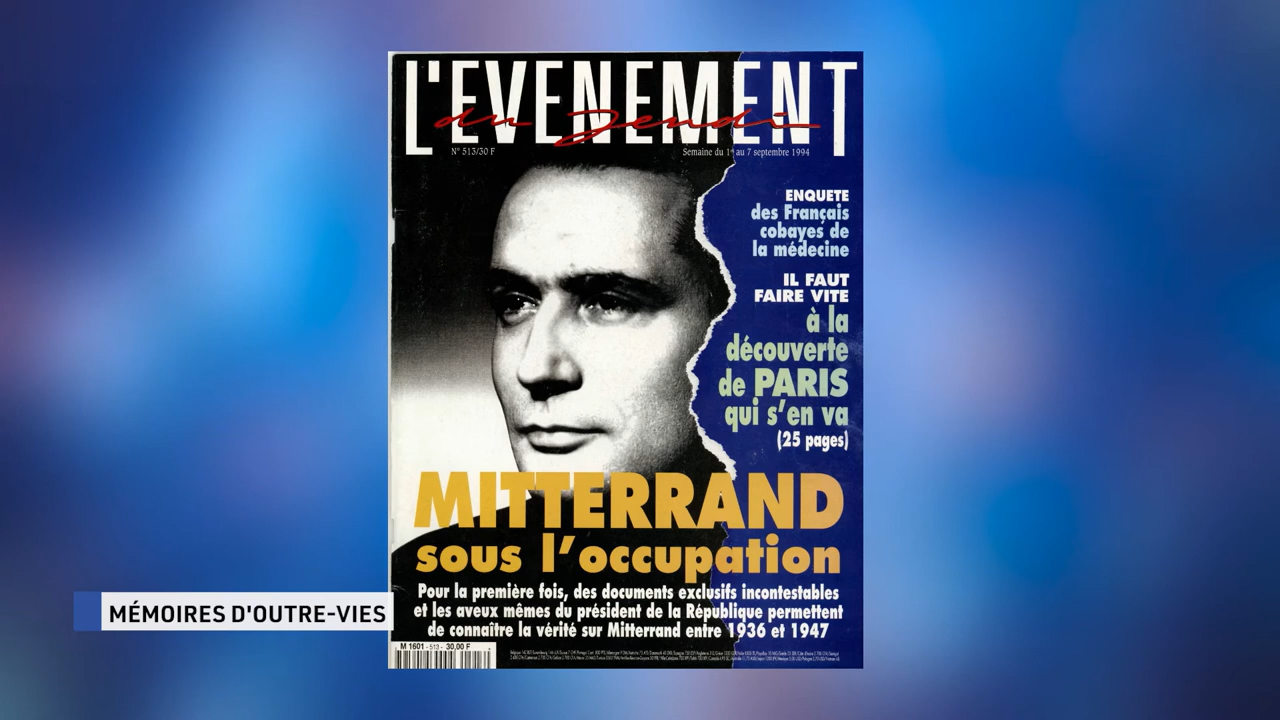 L'EVENEMENT
du Jeudi
N° 513/30 F
Semaine du 1er au 7 septembre 1994
ENQUETE
des Français
cobayes de
la médecine
IL FAUT
FAIRE VITE
à la
découverte
de PARIS
qui s'en va
(25 pages)
MITTERRAND
sous l'occupation
Pour la première fois, des documents exclusifs incontestables
et les aveux mêmes du président de la République permettent
de connaître la vérité sur Mitterrand entre 1936 et 1947
MÉMOIRES D'OUTRE-VIES
M 1601 - 513 - 30,00 F